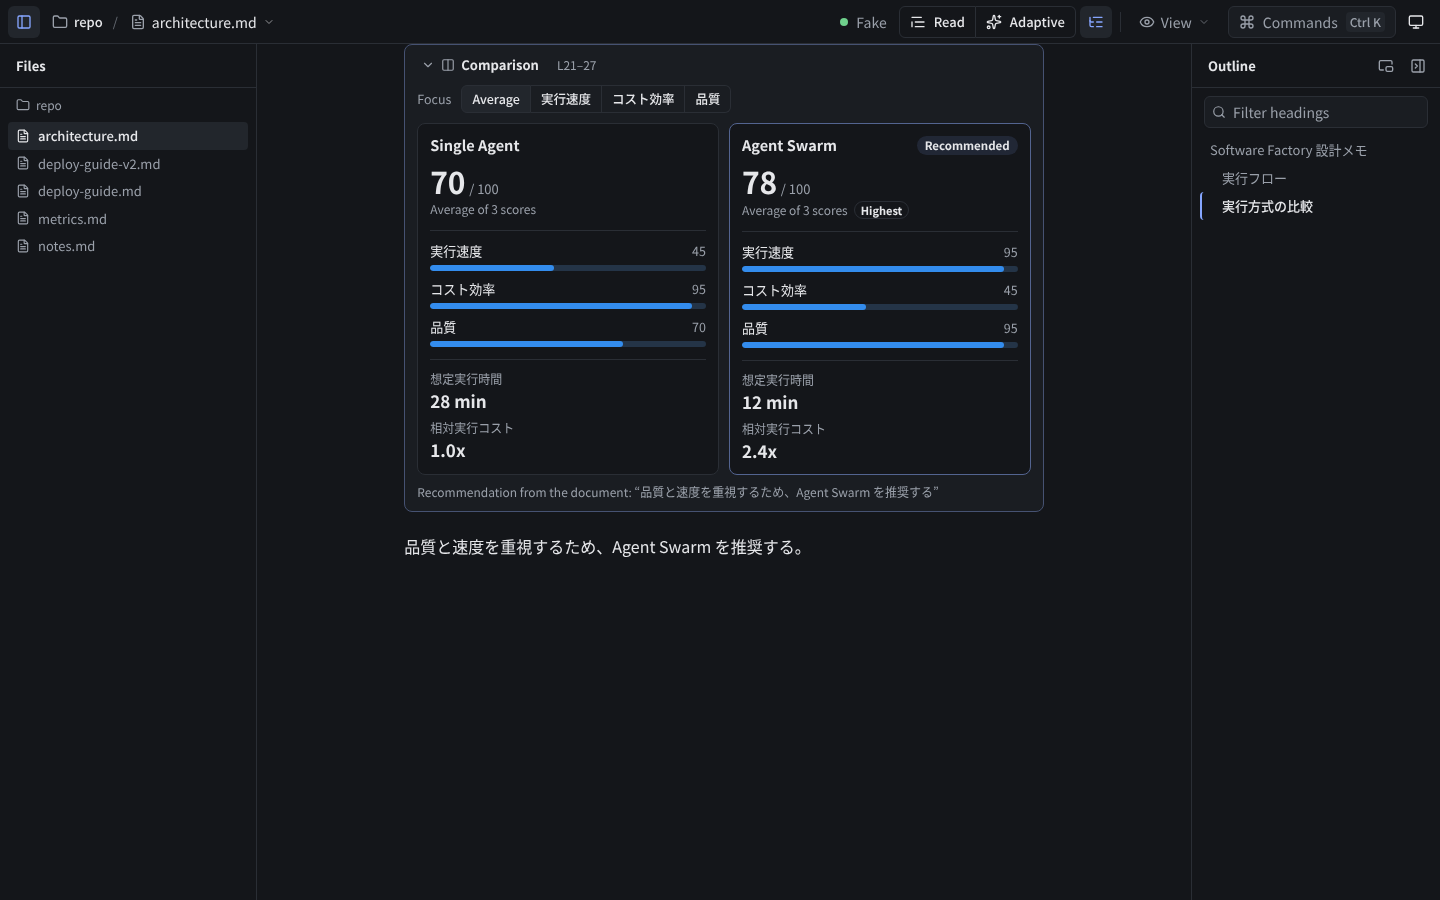 repo / architecture.md
Fake
Read
Adaptive
View
Commands Ctrl K
Files
repo
architecture.md
deploy-guide-v2.md
deploy-guide.md
metrics.md
notes.md
Comparison L21–27
Focus Average 実行速度 コスト効率 品質
Single Agent
70 / 100
Average of 3 scores
実行速度 45
コスト効率 95
品質 70
想定実行時間
28 min
相対実行コスト
1.0x
Agent Swarm Recommended
78 / 100
Average of 3 scores Highest
実行速度 95
コスト効率 45
品質 95
想定実行時間
12 min
相対実行コスト
2.4x
Recommendation from the document: “品質と速度を重視するため、Agent Swarm を推奨する”
品質と速度を重視するため、Agent Swarm を推奨する。
Outline
Filter headings
Software Factory 設計メモ
実行フロー
実行方式の比較